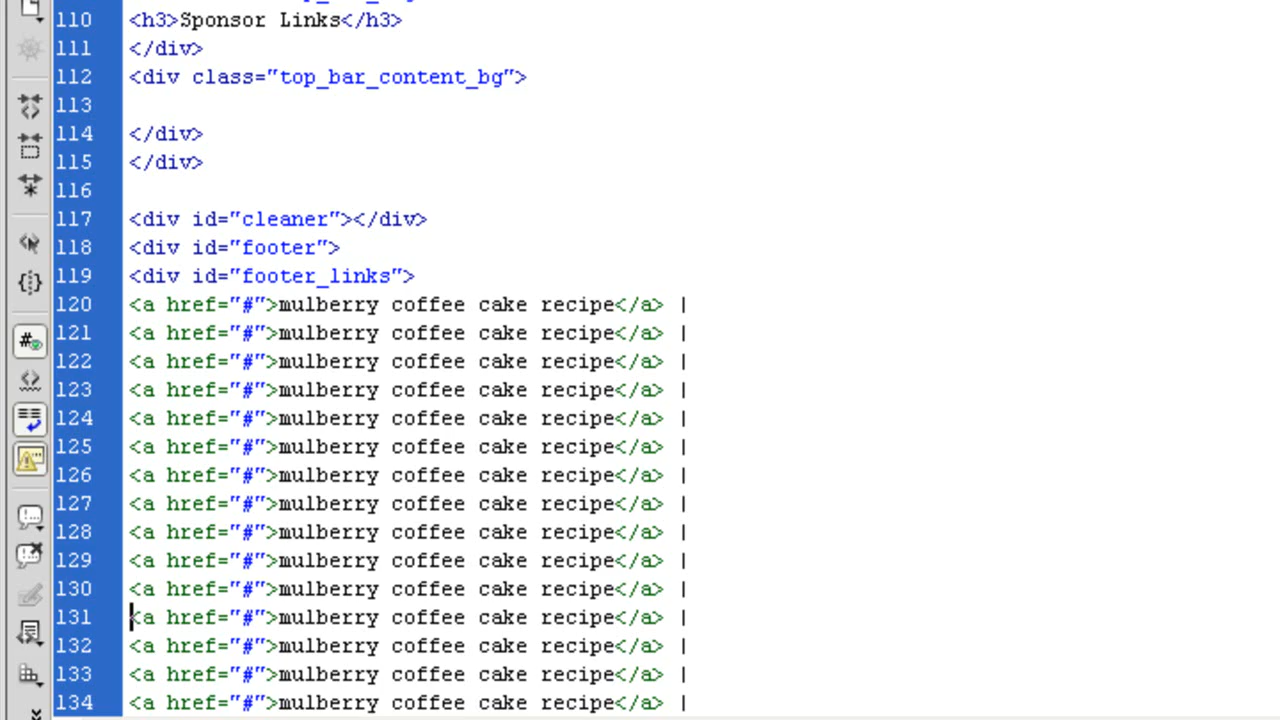 110 <h3>Sponsor Links</h3>
111 </div>
112 <div class="top_bar_content_bg">
113
114 </div>
115 </div>
116
117 <div id="cleaner"></div>
118 <div id="footer">
119 <div id="footer_links">
120 <a href="#">mulberry coffee cake recipe</a> |
121 <a href="#">mulberry coffee cake recipe</a> |
122 <a href="#">mulberry coffee cake recipe</a> |
123 <a href="#">mulberry coffee cake recipe</a> |
124 <a href="#">mulberry coffee cake recipe</a> |
125 <a href="#">mulberry coffee cake recipe</a> |
126 <a href="#">mulberry coffee cake recipe</a> |
127 <a href="#">mulberry coffee cake recipe</a> |
128 <a href="#">mulberry coffee cake recipe</a> |
129 <a href="#">mulberry coffee cake recipe</a> |
130 <a href="#">mulberry coffee cake recipe</a> |
131 <a href="#">mulberry coffee cake recipe</a> |
132 <a href="#">mulberry coffee cake recipe</a> |
133 <a href="#">mulberry coffee cake recipe</a> |
134 <a href="#">mulberry coffee cake recipe</a> |